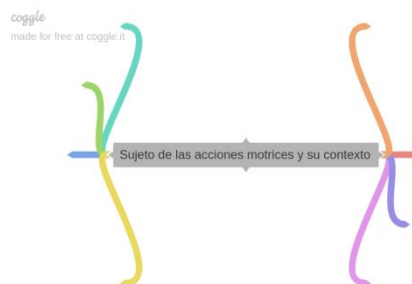 coggle
made for free at coggle.it
Sujeto de las acciones motrices y su contexto